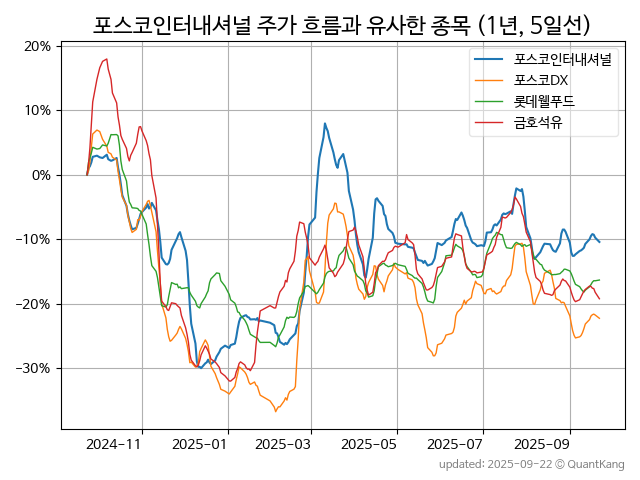 포스코인터내셔널 주가 흐름과 유사한 종목 (1년, 5일선)
포스코인터내셔널
포스코DX
롯데웰푸드
금호석유
20%
10%
0%
−10%
−20%
−30%
2024-11
2025-01
2025-03
2025-05
2025-07
2025-09
updated: 2025-09-22 © QuantKang